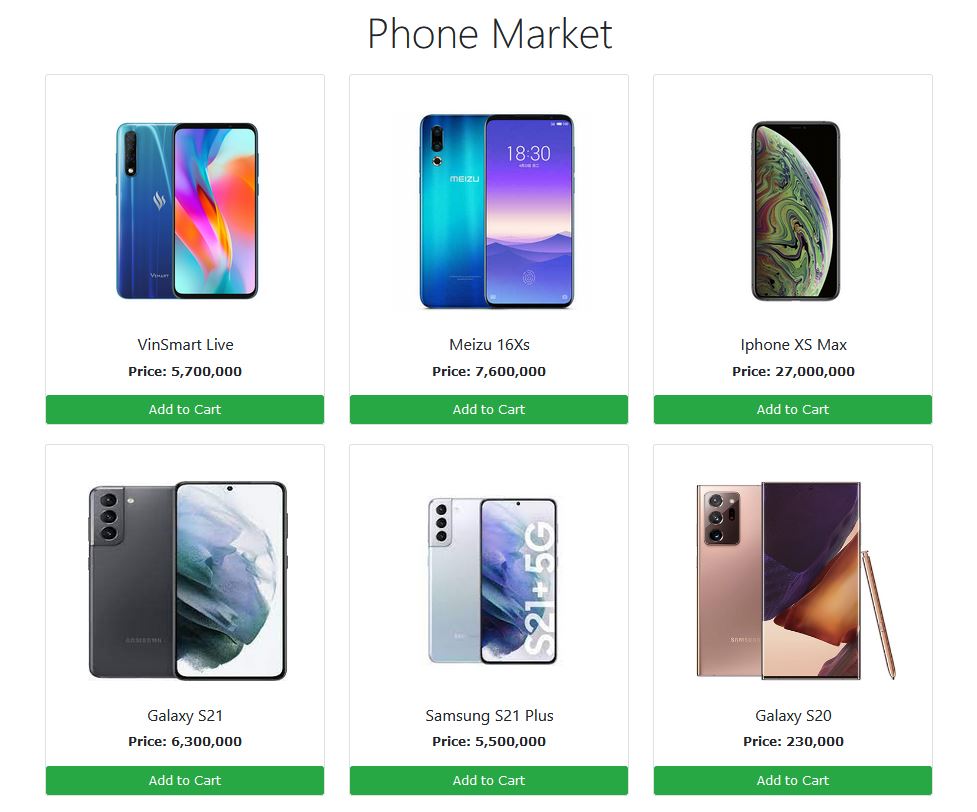 Phone Market
VSMART
MEIZU
18:30
VinSmart Live
Meizu 16Xs
Iphone XS Max
Price: 5,700,000
Price: 7,600,000
Price: 27,000,000
Add to Cart
Add to Cart
Add to Cart
SAMSUNG
S21+5G
SAMSUNG
Galaxy S21
Samsung S21 Plus
Galaxy S20
Price: 6,300,000
Price: 5,500,000
Price: 230,000
Add to Cart
Add to Cart
Add to Cart